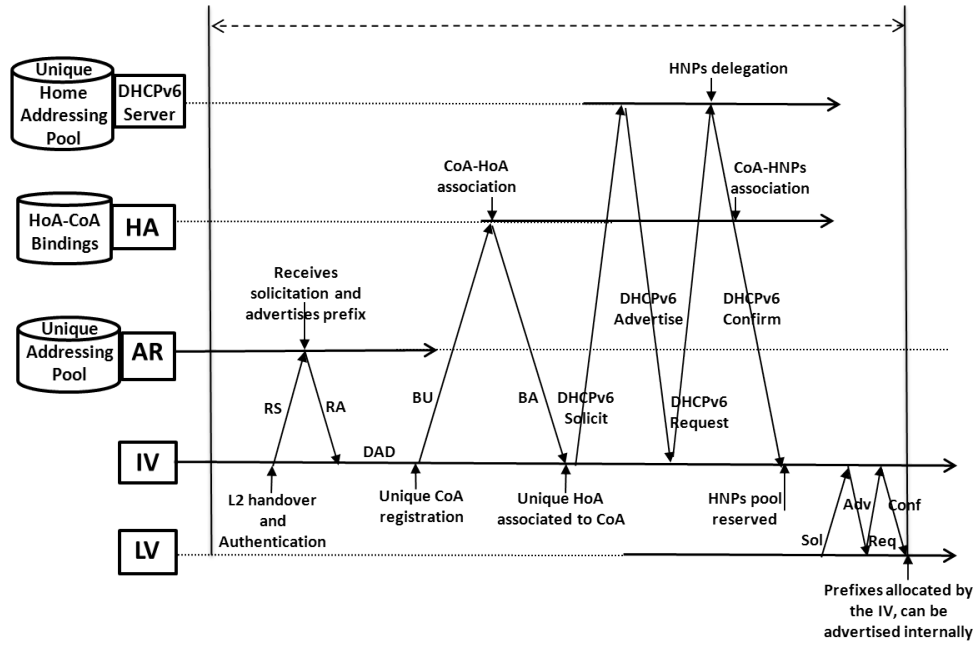 Unique
Home
Addressing
Pool
DHCPv6
Server
HNPs delegation
HoA-CoA
Bindings
HA
CoA-HoA
association
CoA-HNPs
association
Receives
solicitation and
advertises prefix
DHCPv6
Advertise
DHCPv6
Confirm
Unique
Addressing
Pool
AR
RS
RA
BU
BA
DHCPv6
Solicit
DHCPv6
Request
DAD
IV
L2 handover
and
Authentication
Unique CoA
registration
Unique HoA
associated to CoA
HNPs pool
reserved
Adv
Conf
Sol
Req
LV
Prefixes allocated by
the IV, can be
advertised internally